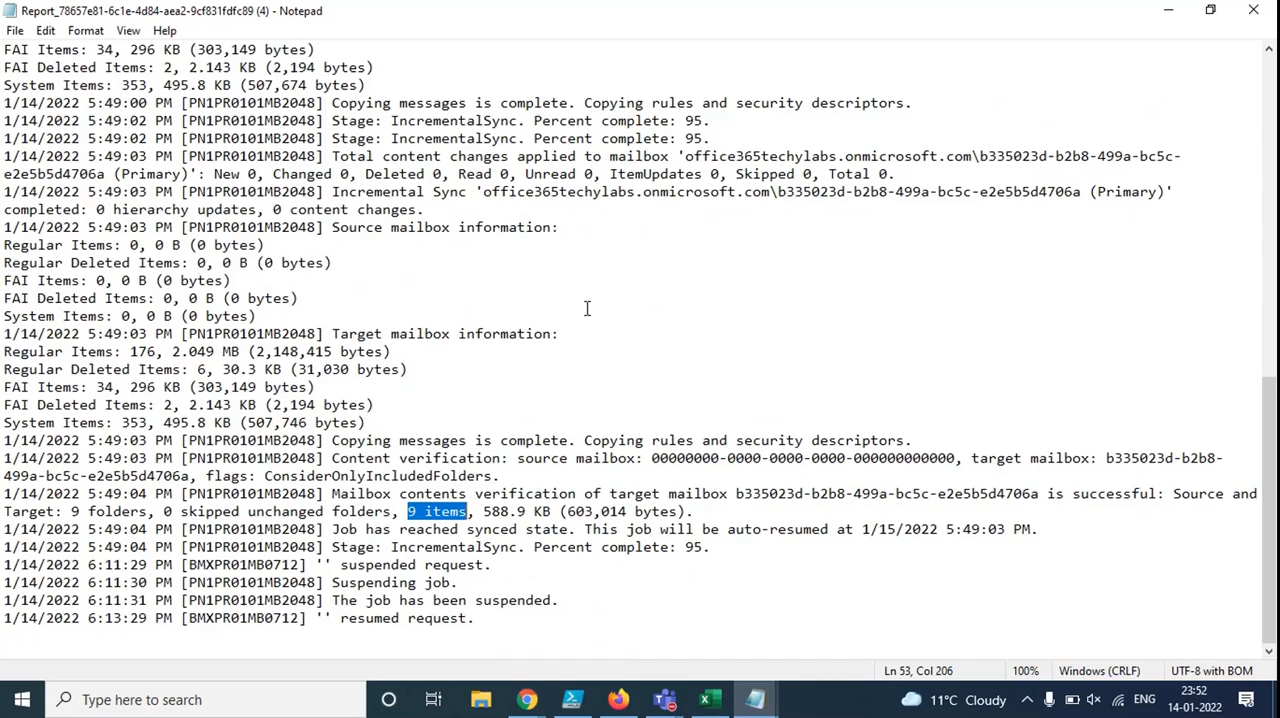 Report_78657e81-6c1e-4d84-aea2-9cf831fdfc89 (4) - Notepad
File Edit Format View Help
FAI Items: 34, 296 KB (303,149 bytes)
FAI Deleted Items: 2, 2.143 KB (2,194 bytes)
System Items: 353, 495.8 KB (507,674 bytes)
1/14/2022 5:49:00 PM [PN1PR0101MB2048] Copying messages is complete. Copying rules and security descriptors.
1/14/2022 5:49:02 PM [PN1PR0101MB2048] Stage: IncrementalSync. Percent complete: 95.
1/14/2022 5:49:02 PM [PN1PR0101MB2048] Stage: IncrementalSync. Percent complete: 95.
1/14/2022 5:49:03 PM [PN1PR0101MB2048] Total content changes applied to mailbox 'office365techylabs.onmicrosoft.com\b335023d-b2b8-499a-bc5c-
e2e5b5d4706a (Primary)': New 0, Changed 0, Deleted 0, Read 0, Unread 0, ItemUpdates 0, Skipped 0, Total 0.
1/14/2022 5:49:03 PM [PN1PR0101MB2048] Incremental Sync 'office365techylabs.onmicrosoft.com\b335023d-b2b8-499a-bc5c-e2e5b5d4706a (Primary)'
completed: 0 hierarchy updates, 0 content changes.
1/14/2022 5:49:03 PM [PN1PR0101MB2048] Source mailbox information:
Regular Items: 0, 0 B (0 bytes)
Regular Deleted Items: 0, 0 B (0 bytes)
FAI Items: 0, 0 B (0 bytes)
FAI Deleted Items: 0, 0 B (0 bytes)
System Items: 0, 0 B (0 bytes)
1/14/2022 5:49:03 PM [PN1PR0101MB2048] Target mailbox information:
Regular Items: 176, 2.049 MB (2,148,415 bytes)
Regular Deleted Items: 6, 30.3 KB (31,030 bytes)
FAI Items: 34, 296 KB (303,149 bytes)
FAI Deleted Items: 2, 2.143 KB (2,194 bytes)
System Items: 353, 495.8 KB (507,746 bytes)
1/14/2022 5:49:03 PM [PN1PR0101MB2048] Copying messages is complete. Copying rules and security descriptors.
1/14/2022 5:49:03 PM [PN1PR0101MB2048] Content verification: source mailbox: 00000000-0000-0000-0000-000000000000, target mailbox: b335023d-b2b8-
499a-bc5c-e2e5b5d4706a, flags: ConsiderOnlyIncludedFolders.
1/14/2022 5:49:04 PM [PN1PR0101MB2048] Mailbox contents verification of target mailbox b335023d-b2b8-499a-bc5c-e2e5b5d4706a is successful: Source and
Target: 9 folders, 0 skipped unchanged folders, 9 items, 588.9 KB (603,014 bytes).
1/14/2022 5:49:04 PM [PN1PR0101MB2048] Job has reached synced state. This job will be auto-resumed at 1/15/2022 5:49:03 PM.
1/14/2022 5:49:04 PM [PN1PR0101MB2048] Stage: IncrementalSync. Percent complete: 95.
1/14/2022 6:11:29 PM [BMXPR01MB0712] '' suspended request.
1/14/2022 6:11:30 PM [PN1PR0101MB2048] Suspending job.
1/14/2022 6:11:31 PM [PN1PR0101MB2048] The job has been suspended.
1/14/2022 6:13:29 PM [BMXPR01MB0712] '' resumed request.
Ln 53, Col 206 100% Windows (CRLF) UTF-8 with BOM
Type here to search 11°C Cloudy ENG 23:52
14-01-2022